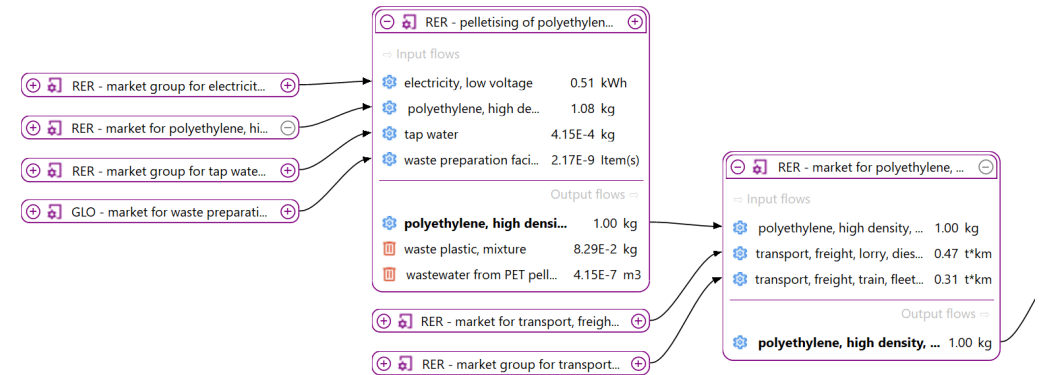 RER - pelletising of polyethylen...
⇨ Input flows
electricity, low voltage 0.51 kWh
polyethylene, high de... 1.08 kg
tap water 4.15E-4 kg
waste preparation faci... 2.17E-9 Item(s)
Output flows ⇨
polyethylene, high densi... 1.00 kg
waste plastic, mixture 8.29E-2 kg
wastewater from PET pell... 4.15E-7 m3
RER - market group for electricit...
RER - market for polyethylene, hi...
RER - market group for tap wate...
GLO - market for waste preparati...
RER - market for transport, freigh...
RER - market group for transport...
RER - market for polyethylene, ...
⇨ Input flows
polyethylene, high density, ... 1.00 kg
transport, freight, lorry, dies... 0.47 t*km
transport, freight, train, fleet... 0.31 t*km
Output flows ⇨
polyethylene, high density, ... 1.00 kg